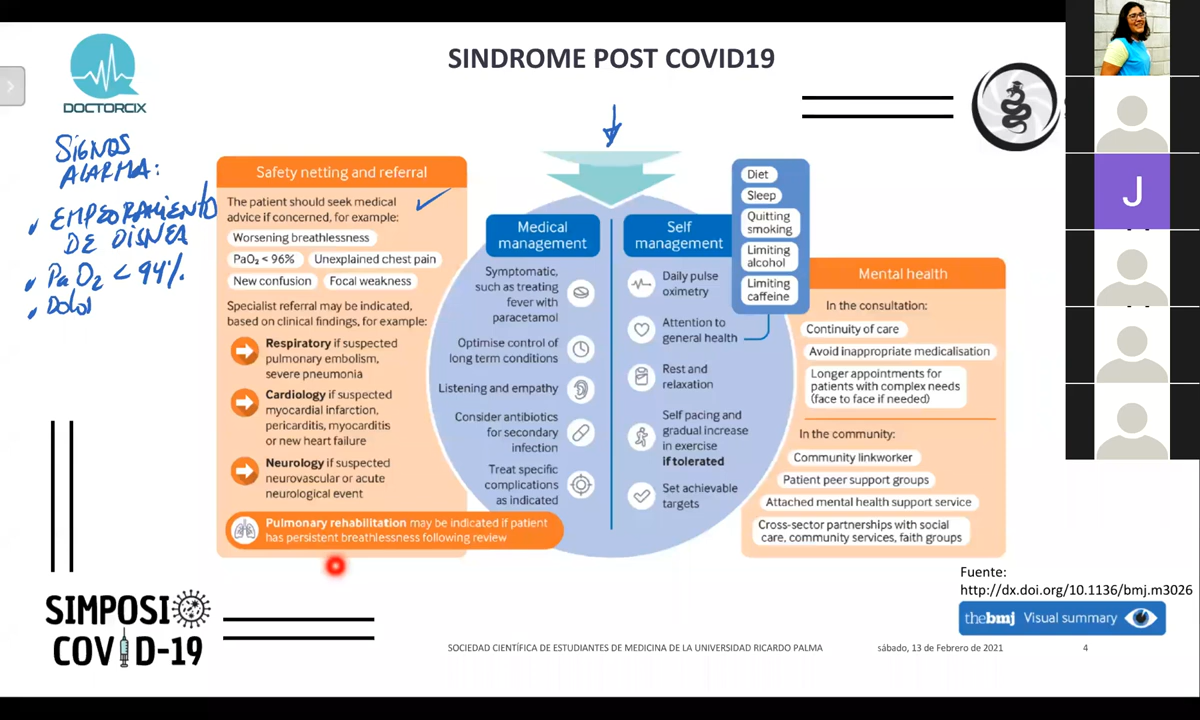 SINDROME POST COVID19
DOCTORCIX
SIGNOS
ALARMA:
EMPEORAMIENTO
DE DISNEA
PaO2 < 94%
Dolor
Safety netting and referral
The patient should seek medical
advice if concerned, for example:
Worsening breathlessness
PaO₂ < 96%
Unexplained chest pain
New confusion
Focal weakness
Specialist referral may be indicated,
based on clinical findings, for example:
Respiratory if suspected
pulmonary embolism,
severe pneumonia
Cardiology if suspected
myocardial infarction,
pericarditis, myocarditis
or new heart failure
Neurology if suspected
neurovascular or acute
neurological event
Pulmonary rehabilitation may be indicated if patient
has persistent breathlessness following review
Medical
management
Symptomatic,
such as treating
fever with
paracetamol
Optimise control of
long term conditions
Listening and empathy
Consider antibiotics
for secondary
infection
Treat specific
complications
as indicated
Self
management
Daily pulse
oximetry
Attention to
general health
Rest and
relaxation
Self pacing and
gradual increase
in exercise
if tolerated
Set achievable
targets
Diet
Sleep
Quitting
smoking
Limiting
alcohol
Limiting
caffeine
Mental health
In the consultation:
Continuity of care
Avoid inappropriate medicalisation
Longer appointments for
patients with complex needs
(face to face if needed)
In the community:
Community linkworker
Patient peer support groups
Attached mental health support service
Cross-sector partnerships with social
care, community services, faith groups
Fuente:
http://dx.doi.org/10.1136/bmj.m3026
thebmj Visual summary
SIMPOSIO
COVID-19
SOCIEDAD CIENTÍFICA DE ESTUDIANTES DE MEDICINA DE LA UNIVERSIDAD RICARDO PALMA
sábado, 13 de Febrero de 2021
4
J